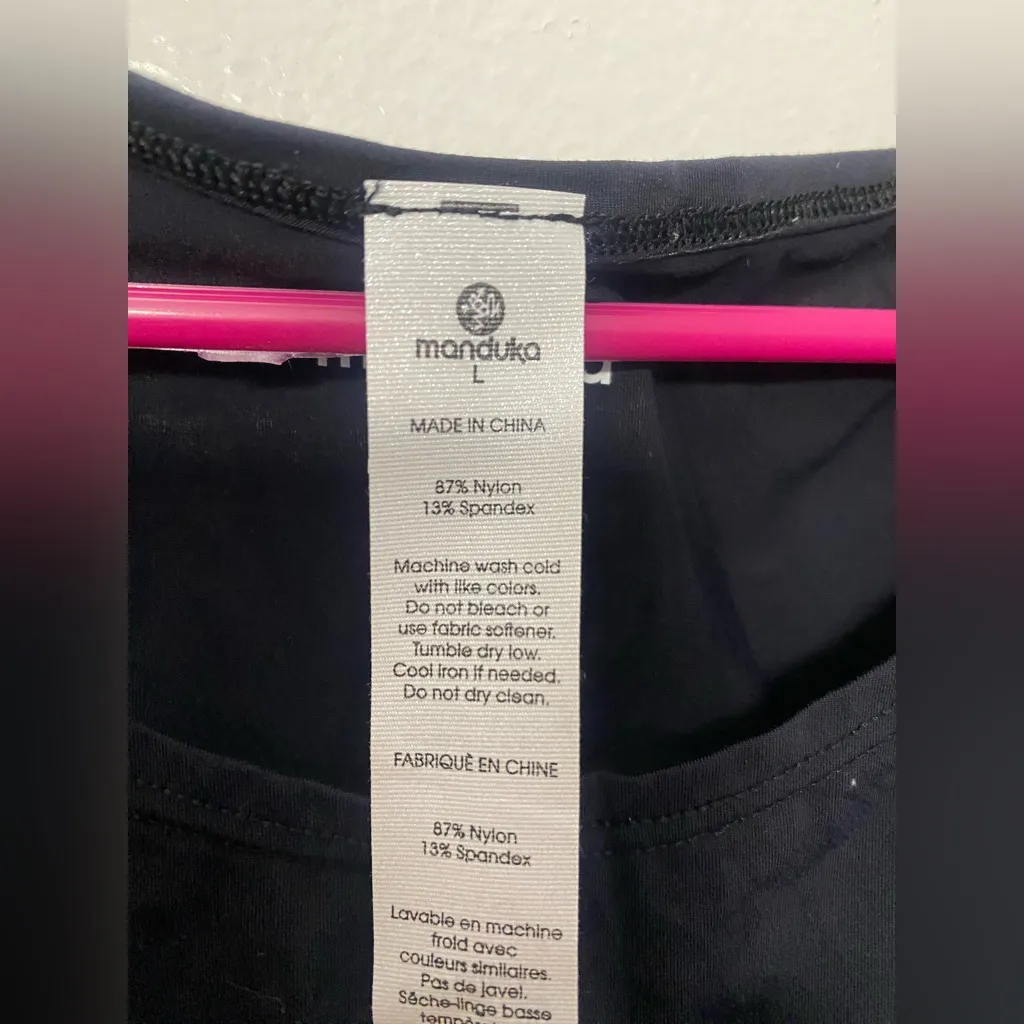 manduka
L
MADE IN CHINA
87% Nylon
13% Spandex
Machine wash cold
with like colors.
Do not bleach or
use fabric softener.
Tumble dry low.
Cool iron if needed.
Do not dry clean.
FABRIQUÈ EN CHINE
87% Nylon
13% Spandex
Lavable en machine
froid avec
couleurs similaires.
Pas de javel.
Sèche-linge basse